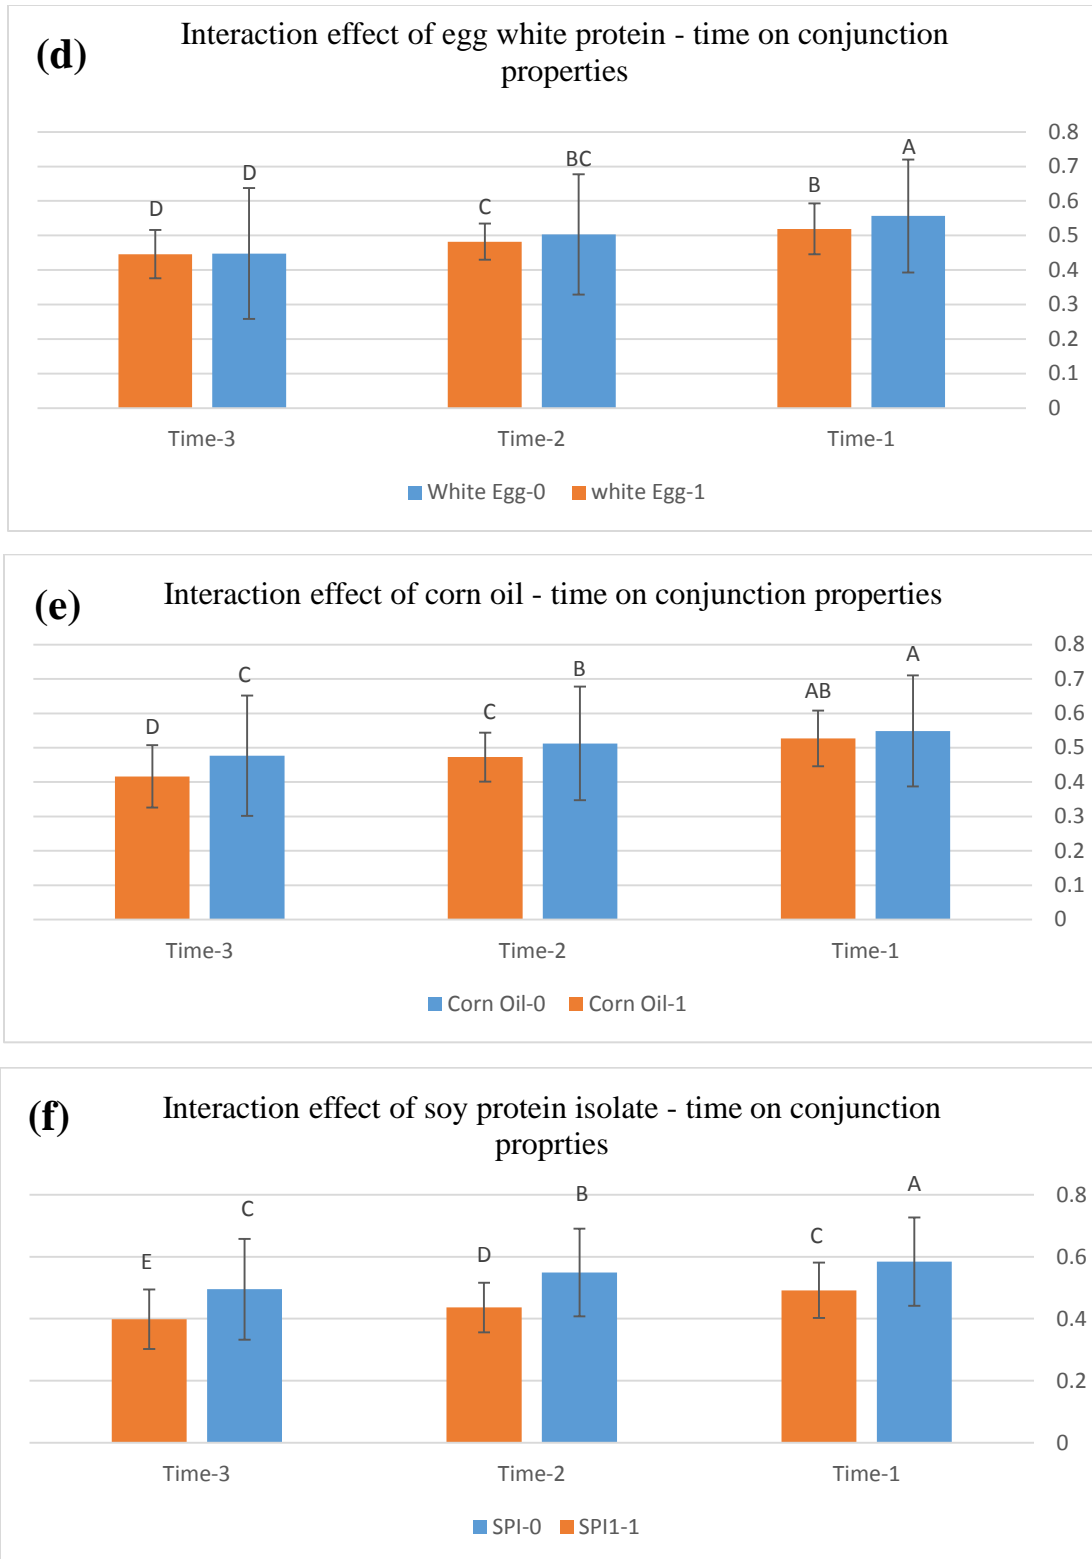 (d)
Interaction effect of egg white protein - time on conjunction
properties
0.8
0.7
0.6
0.5
0.4
0.3
0.2
0.1
0
D
D
C
BC
B
A
Time-3
Time-2
Time-1
White Egg-0
white Egg-1
(e)
Interaction effect of corn oil - time on conjunction properties
0.8
0.7
0.6
0.5
0.4
0.3
0.2
0.1
0
D
C
C
B
AB
A
Time-3
Time-2
Time-1
Corn Oil-0
Corn Oil-1
(f)
Interaction effect of soy protein isolate - time on conjunction
proprties
0.8
0.6
0.4
0.2
0
E
C
D
B
C
A
Time-3
Time-2
Time-1
SPI-0
SPI1-1